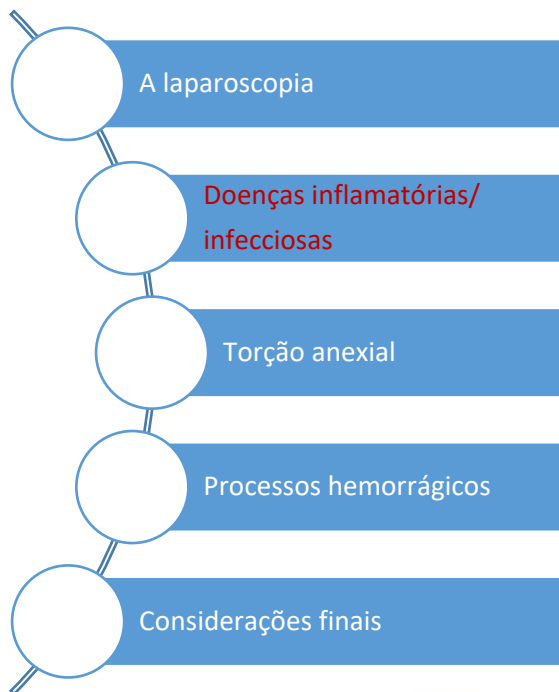 A laparoscopia
Doenças inflamatórias/
infecciosas
Torção anexial
Processos hemorrágicos
Considerações finais